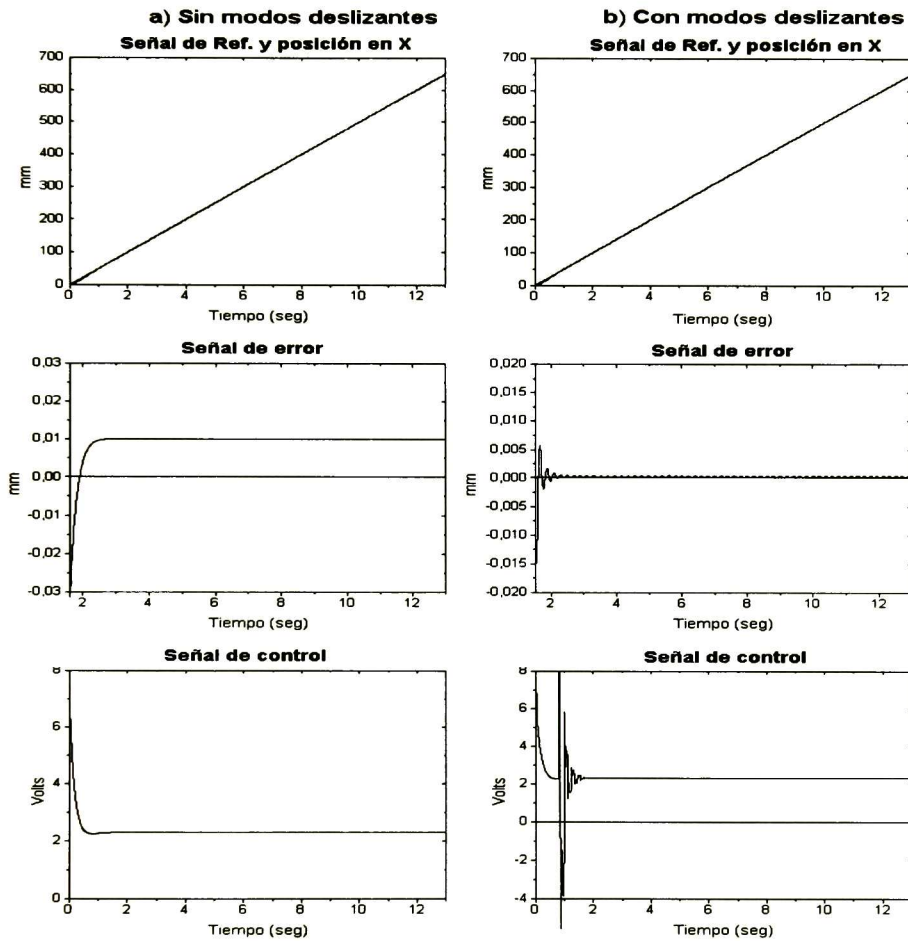 a) Sin modos deslizantes
Señal de Ref. y posición en X
700
600
500
400
300
200
100
0
mm
0 2 4 6 8 10 12
Tiempo (seg)
b) Con modos deslizantes
Señal de Ref. y posición en X
700
600
500
400
300
200
100
0
mm
0 2 4 6 8 10 12
Tiempo (seg)
Señal de error
0,03
0,02
0,01
0,00
-0,01
-0,02
-0,03
mm
2 4 6 8 10 12
Tiempo (seg)
Señal de error
0,020
0,015
0,010
0,005
0,000
-0,005
-0,010
-0,015
-0,020
mm
2 4 6 8 10 12
Tiempo (seg)
Señal de control
8
6
4
2
0
Volts
0 2 4 6 8 10 12
Tiempo (seg)
Señal de control
8
6
4
2
0
-2
-4
Volts
0 2 4 6 8 10 12
Tiempo (seg)